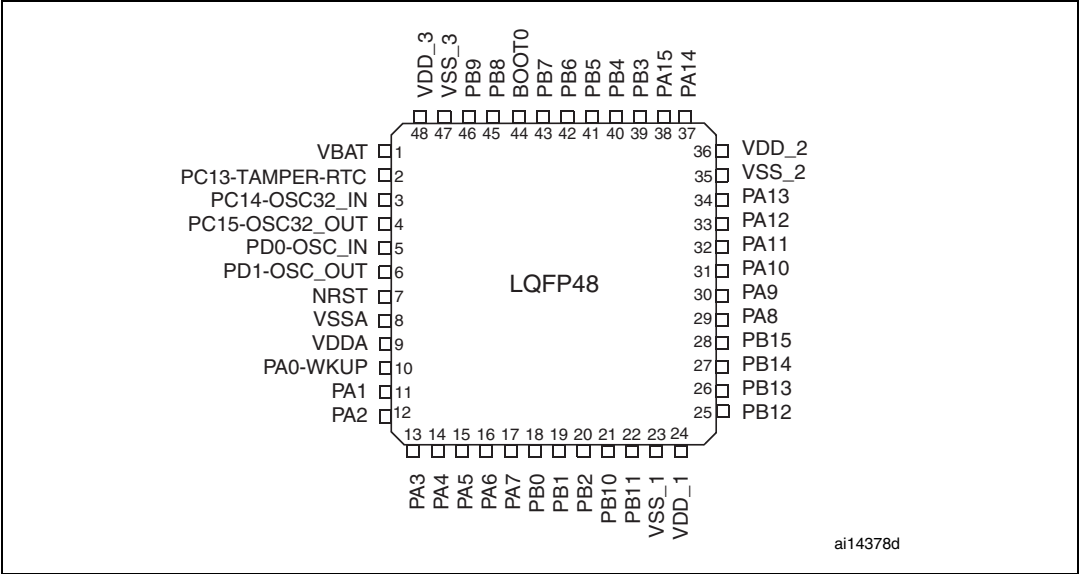 VDD_3
VSS_3
PB9
PB8
BOOT0
PB7
PB6
PB5
PB4
PB3
PA15
PA14
48 47 46 45 44 43 42 41 40 39 38 37
VBAT 1
PC13-TAMPER-RTC 2
PC14-OSC32_IN 3
PC15-OSC32_OUT 4
PD0-OSC_IN 5
PD1-OSC_OUT 6
NRST 7
VSSA 8
VDDA 9
PA0-WKUP 10
PA1 11
PA2 12
LQFP48
36 VDD_2
35 VSS_2
34 PA13
33 PA12
32 PA11
31 PA10
30 PA9
29 PA8
28 PB15
27 PB14
26 PB13
25 PB12
13 14 15 16 17 18 19 20 21 22 23 24
PA3
PA4
PA5
PA6
PA7
PB0
PB1
PB2
PB10
PB11
VSS_1
VDD_1
ai14378d